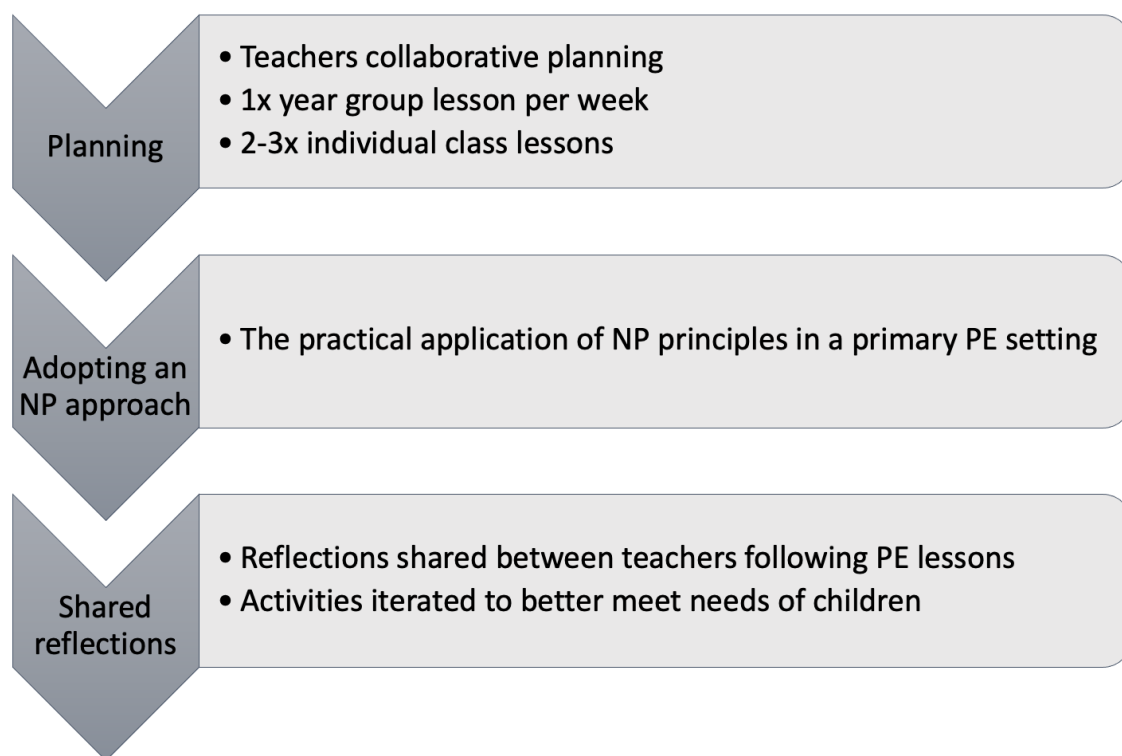 Planning
• Teachers collaborative planning
• 1x year group lesson per week
• 2-3x individual class lessons
Adopting an
NP approach
• The practical application of NP principles in a primary PE setting
Shared
reflections
• Reflections shared between teachers following PE lessons
• Activities iterated to better meet needs of children